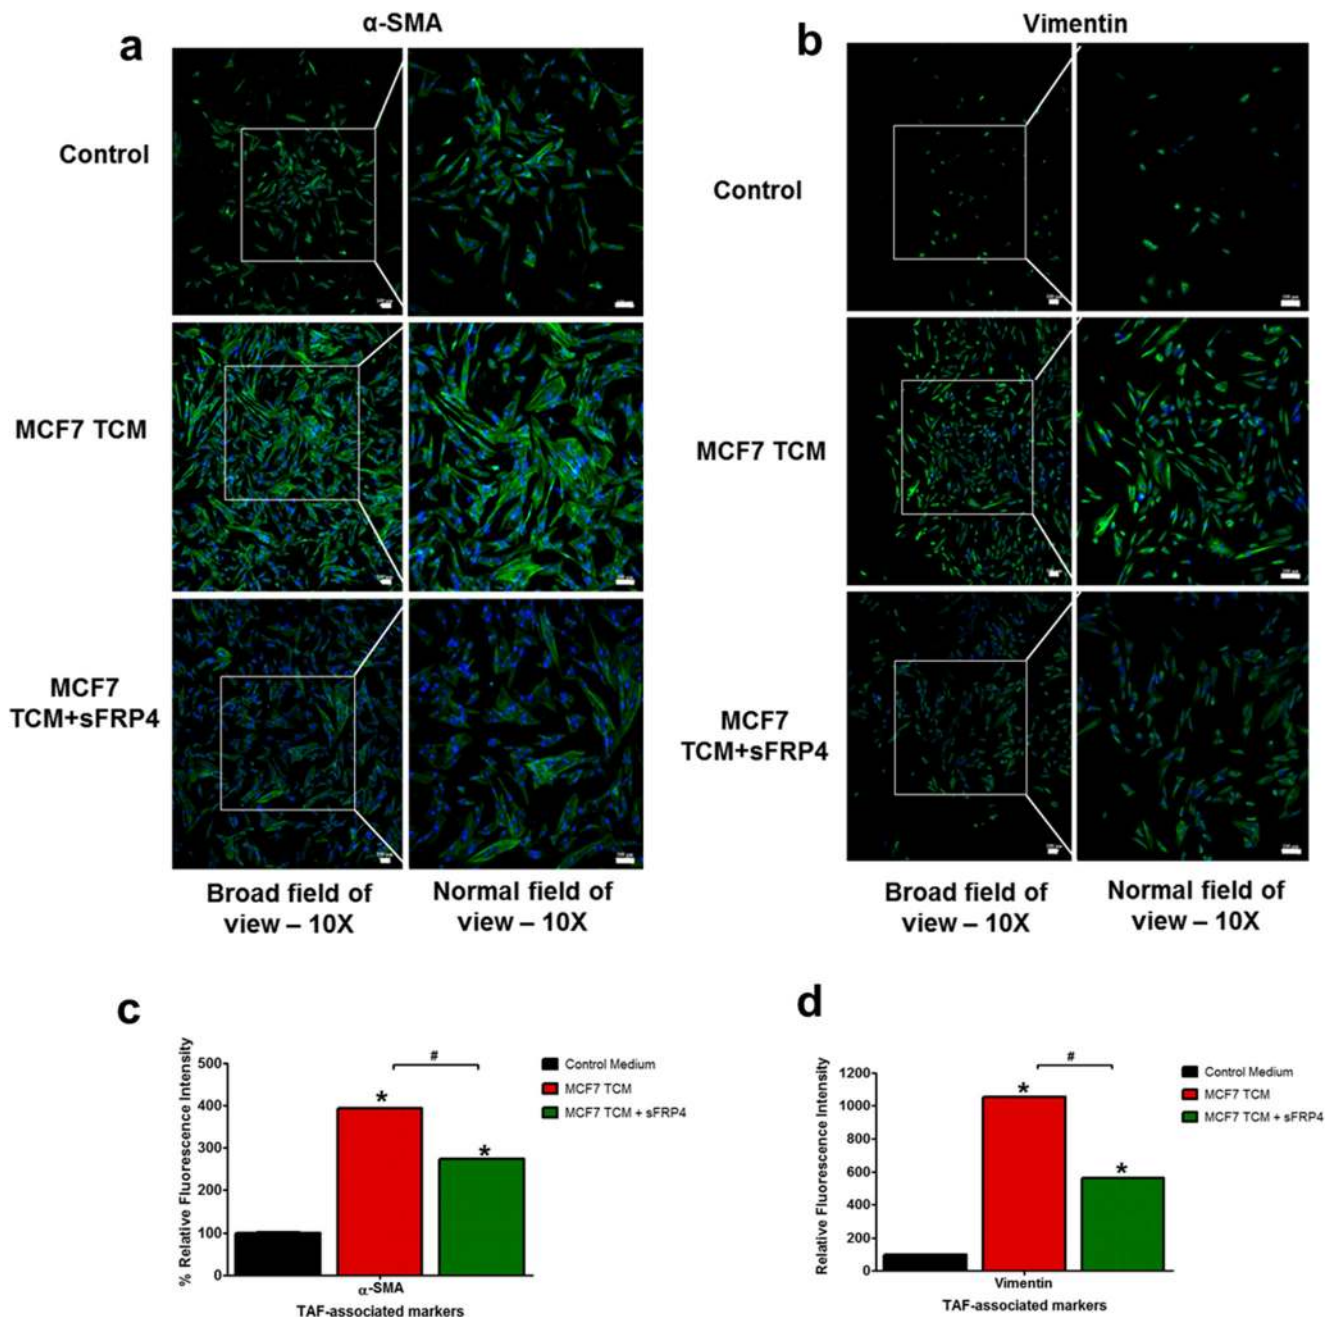 a
α-SMA
Control
MCF7 TCM
MCF7
TCM+sFRP4
Broad field of
view – 10X
Normal field of
view – 10X
b
Vimentin
Control
MCF7 TCM
MCF7
TCM+sFRP4
Broad field of
view – 10X
Normal field of
view – 10X
c
% Relative Fluorescence Intensity
500
400
300
200
100
0
*
#
*
α-SMA
TAF-associated markers
Control Medium
MCF7 TCM
MCF7 TCM + sFRP4
d
Relative Fluorescence Intensity
1200
1000
800
600
400
200
0
*
#
*
Vimentin
TAF-associated markers
Control Medium
MCF7 TCM
MCF7 TCM + sFRP4